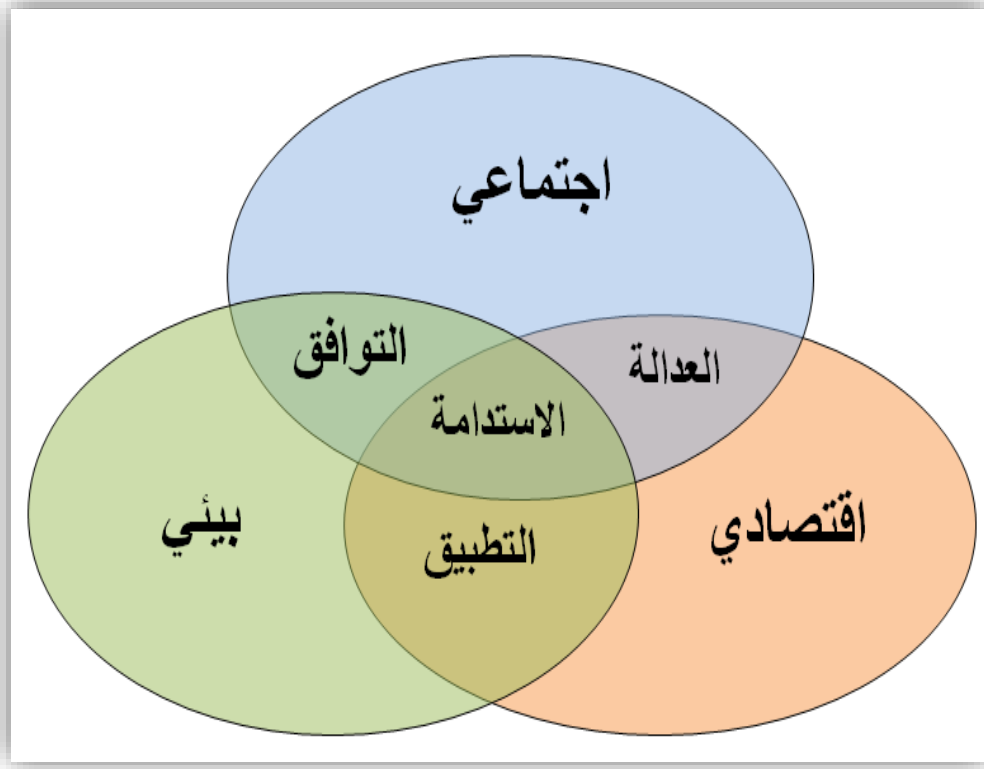 اجتماعي
التوافق
العدالة
الاستدامة
بيئي
اقتصادي
التطبيق